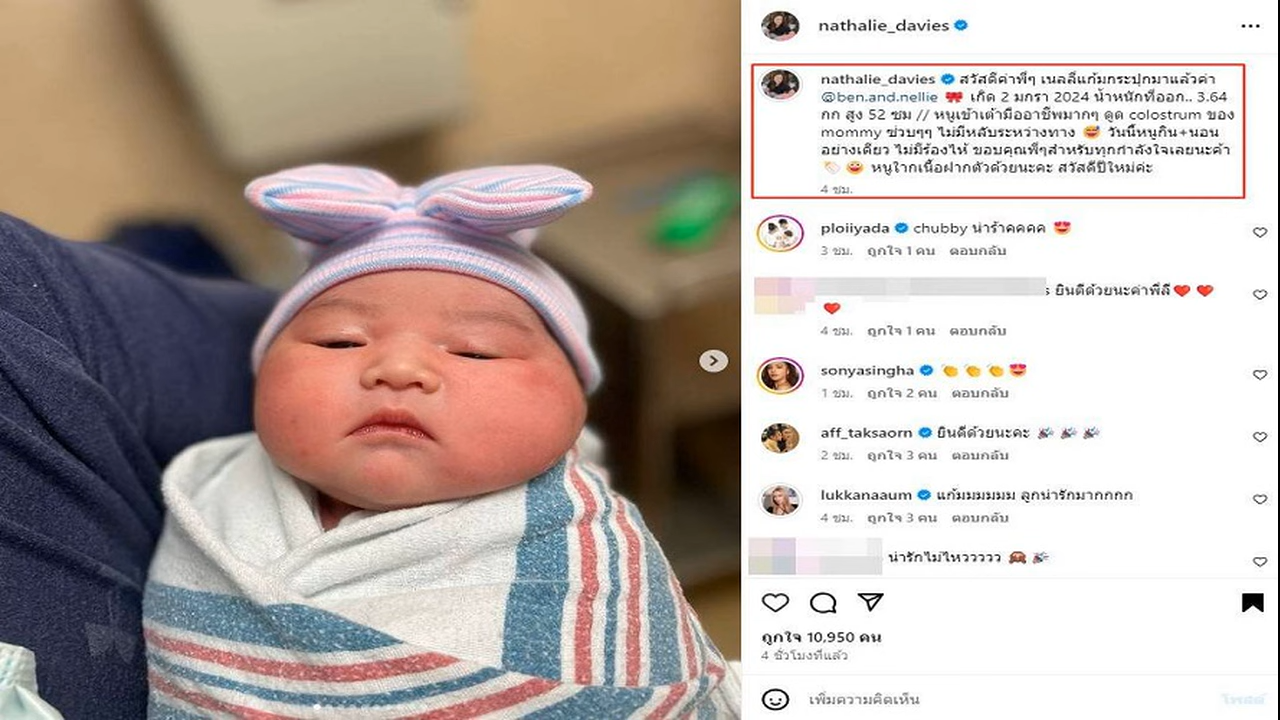 nathalie_davies
nathalie_davies สวัสดีค่าพี่ๆ เนลลี่แก้มกระปุกมาแล้วค่า
@ben.and.nellie 🎀 เกิด 2 มกรา 2024 น้ำหนักที่ออก.. 3.64
กก สูง 52 ซม // หนูเข้าเต้ามืออาชีพมากๆ ดูด colostrum ของ
mommy ช่วบๆๆ ไม่มีหลับระหว่างทาง 😅 วันนี้หนูกิน+นอน
อย่างเดียว ไม่มีร้องไห้ ขอบคุณพี่ๆสำหรับทุกกำลังใจเลยนะค้า
🏷️ 😜 หนูใากเนื้อฝากตัวด้วยนะคะ สวัสดีปีใหม่ค่ะ
4 ชม.
ploiiyada chubby น่าร้าคคคค 😍
3 ชม. ถูกใจ 1 คน ตอบกลับ
ยินดีด้วยนะค่าพี่ลี❤️ ❤️
❤️
4 ชม. ถูกใจ 1 คน ตอบกลับ
sonyasingha 👏 👏 👏 😍
1 ชม. ถูกใจ 2 คน ตอบกลับ
aff_taksaorn ยินดีด้วยนะคะ 🎉 🎉 🎉
2 ชม. ถูกใจ 3 คน ตอบกลับ
lukkanaaum แก้มมมมมม ลูกน่ารักมากกกก
4 ชม. ถูกใจ 3 คน ตอบกลับ
น่ารักไม่ไหววววว 🙈 🎉
ถูกใจ 10,950 คน
4 ชั่วโมงที่แล้ว
เพิ่มความคิดเห็น
โพสต์